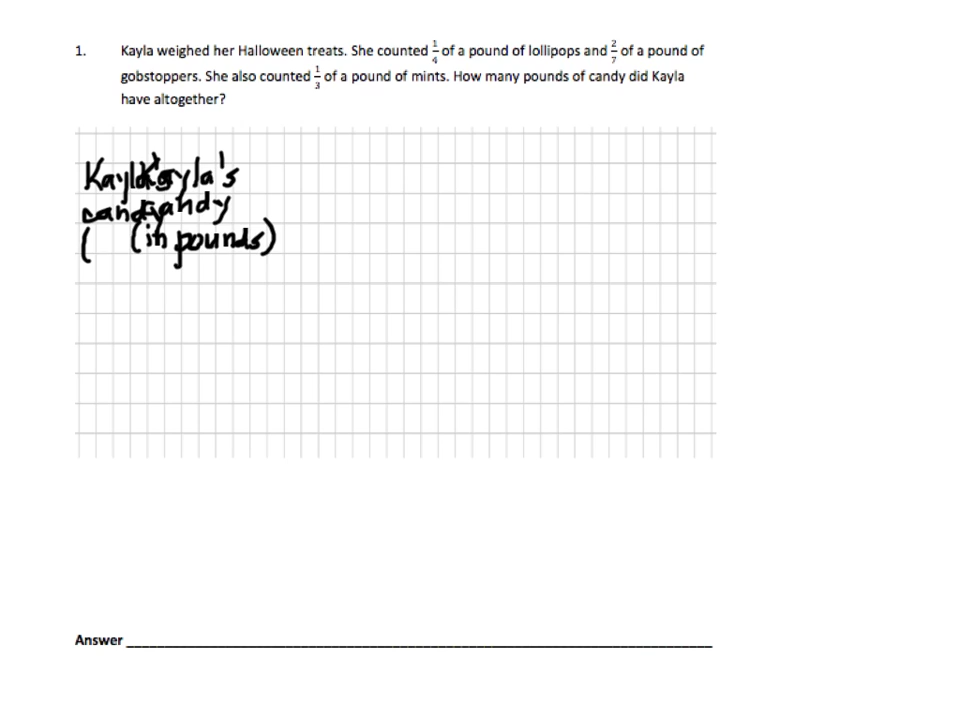 1. Kayla weighed her Halloween treats. She counted 1/4 of a pound of lollipops and 2/7 of a pound of
gobstoppers. She also counted 1/3 of a pound of mints. How many pounds of candy did Kayla
have altogether?
Kayla's
candy
(in pounds)
Answer